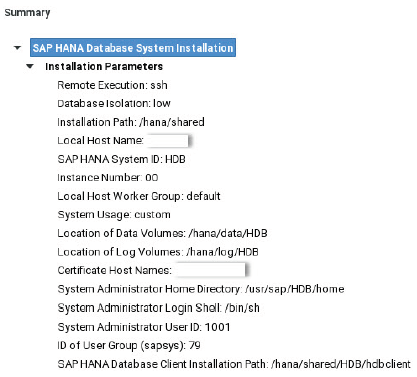 Summary
SAP HANA Database System Installation
Installation Parameters
Remote Execution: ssh
Database Isolation: low
Installation Path: /hana/shared
Local Host Name:
SAP HANA System ID: HDB
Instance Number: 00
Local Host Worker Group: default
System Usage: custom
Location of Data Volumes: /hana/data/HDB
Location of Log Volumes: /hana/log/HDB
Certificate Host Names:
System Administrator Home Directory: /usr/sap/HDB/home
System Administrator Login Shell: /bin/sh
System Administrator User ID: 1001
ID of User Group (sapsys): 79
SAP HANA Database Client Installation Path: /hana/shared/HDB/hdbclient